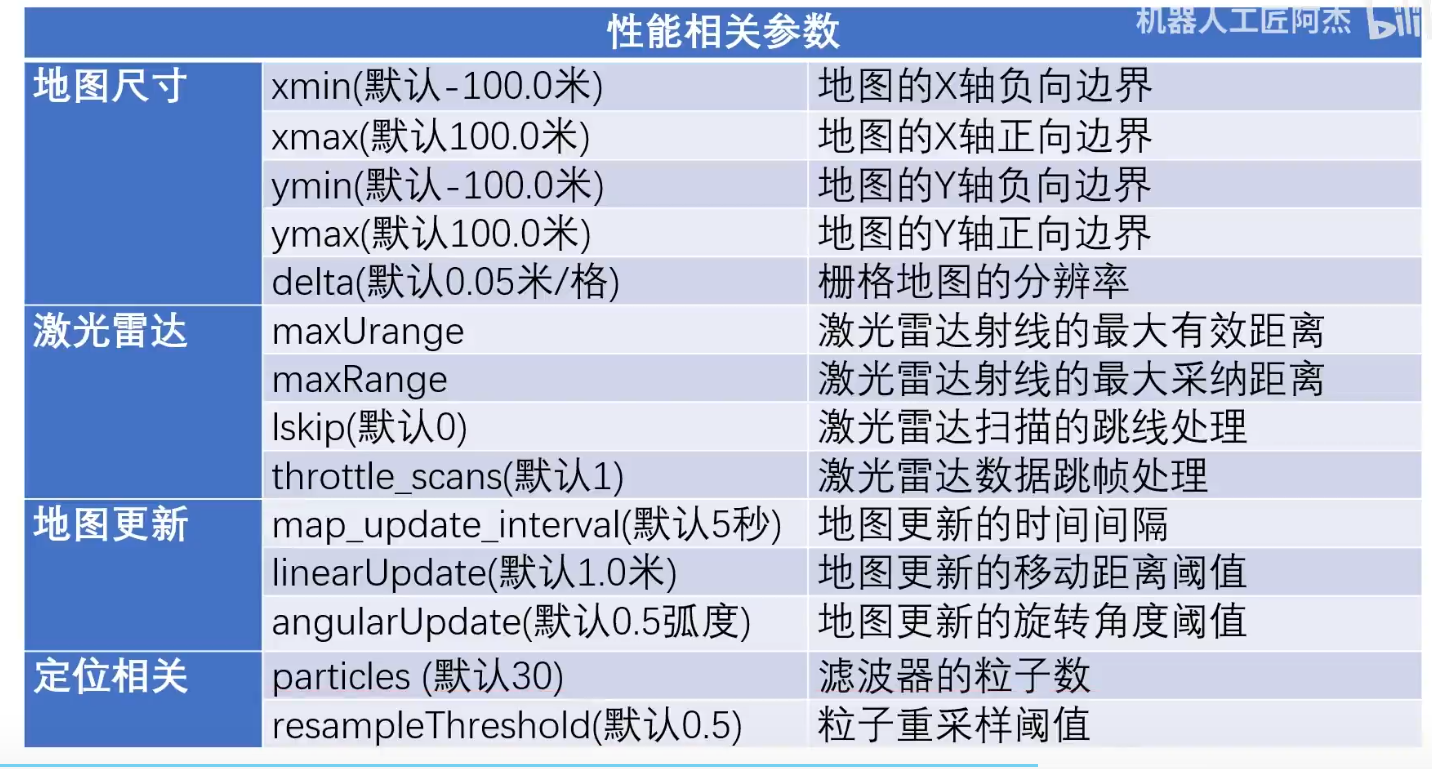 机器人工匠阿杰 bili
性能相关参数
地图尺寸 xmin(默认-100.0米) 地图的X轴负向边界
xmax(默认100.0米) 地图的X轴正向边界
ymin(默认-100.0米) 地图的Y轴负向边界
ymax(默认100.0米) 地图的Y轴正向边界
delta(默认0.05米/格) 栅格地图的分辨率
激光雷达 maxUrange 激光雷达射线的最大有效距离
maxRange 激光雷达射线的最大采纳距离
lskip(默认0) 激光雷达扫描的跳线处理
throttle_scans(默认1) 激光雷达数据跳帧处理
地图更新 map_update_interval(默认5秒) 地图更新的时间间隔
linearUpdate(默认1.0米) 地图更新的移动距离阈值
angularUpdate(默认0.5弧度) 地图更新的旋转角度阈值
定位相关 particles (默认30) 滤波器的粒子数
resampleThreshold(默认0.5) 粒子重采样阈值